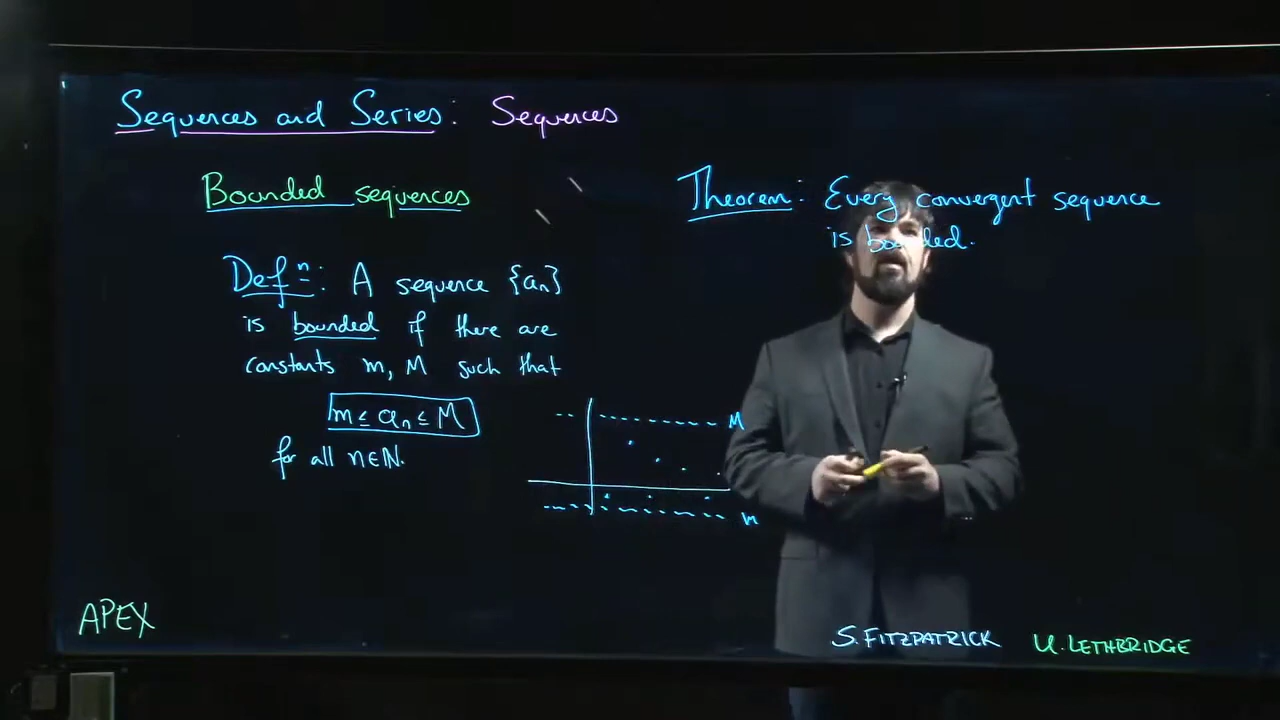 Sequences and Series: Sequences
Bounded sequences
Defⁿ: A sequence {aₙ}
is bounded if there are
constants m, M such that
m ≤ aₙ ≤ M
for all n∈ℕ.
M
m
Theorem: Every convergent sequence
is bounded.
APEX
S. FITZPATRICK U. LETHBRIDGE